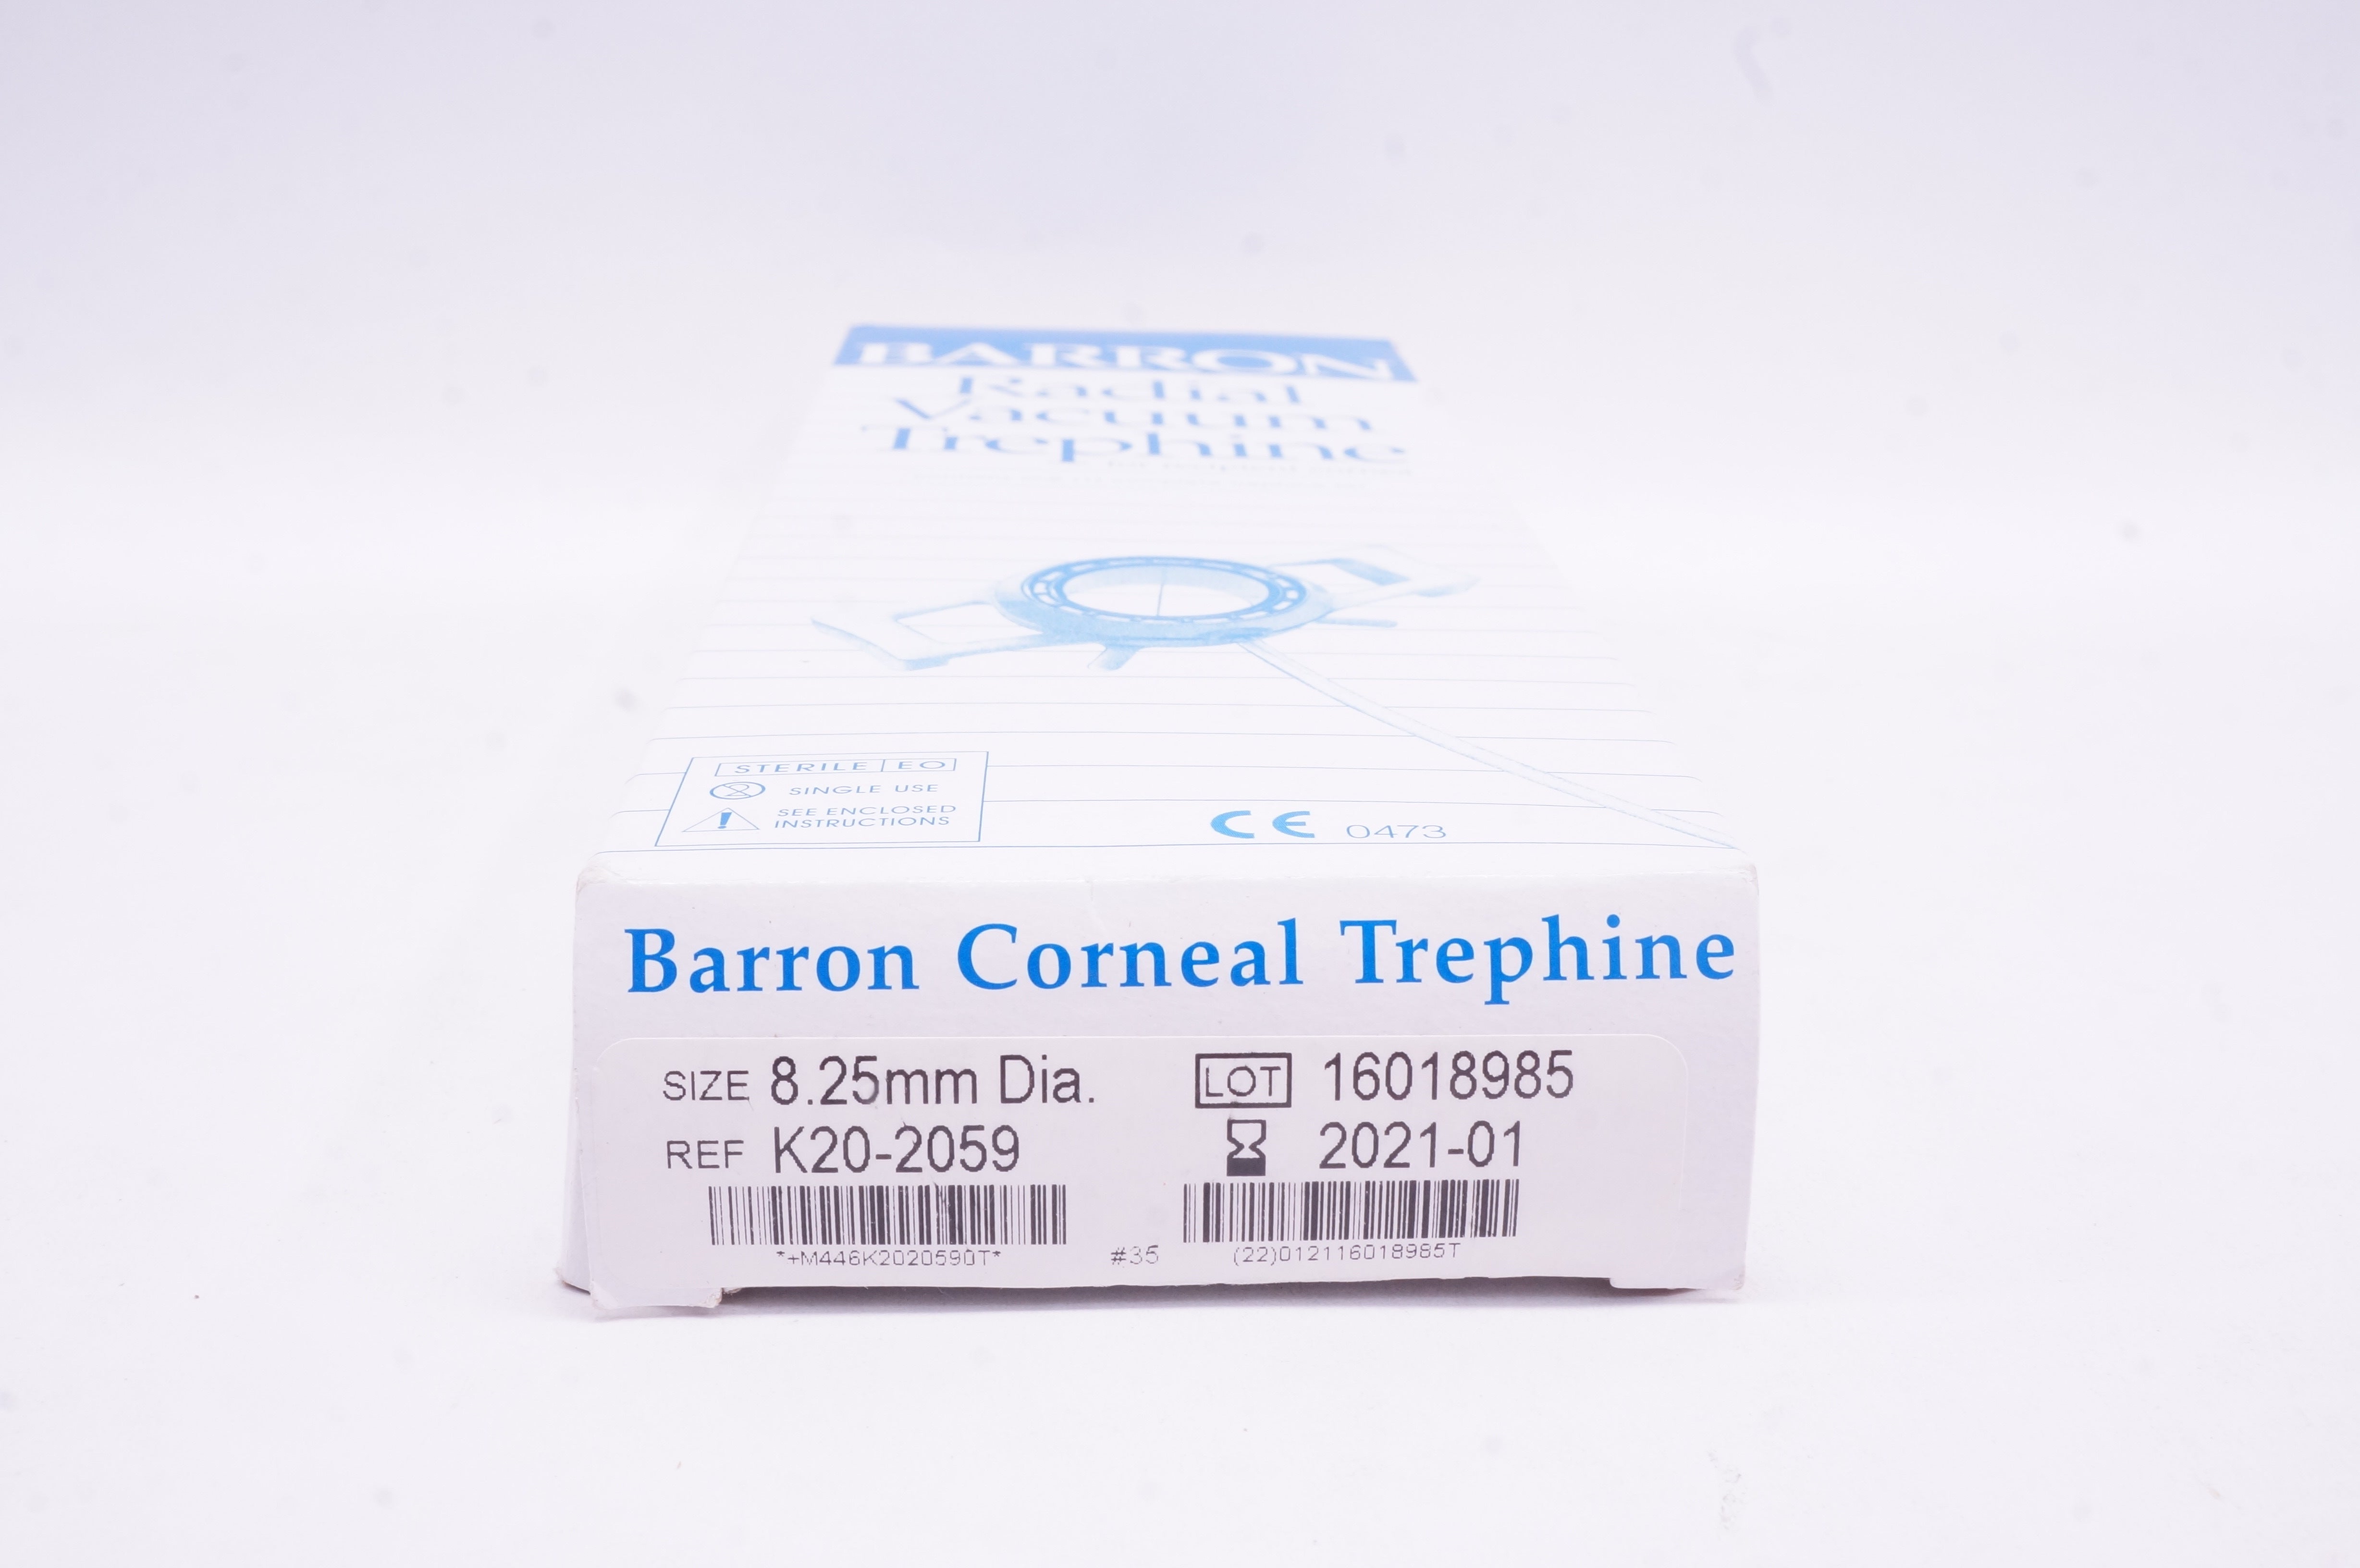 BARRON
Radial
Vacuum
Trephine
STERILE EO
SINGLE USE
SEE ENCLOSED
INSTRUCTIONS
CE 0473
Barron Corneal Trephine
SIZE 8.25mm Dia.
LOT 16018985
REF K20-2059
2021-01
*+M446K2020590T*
#35
(22)012116018985T